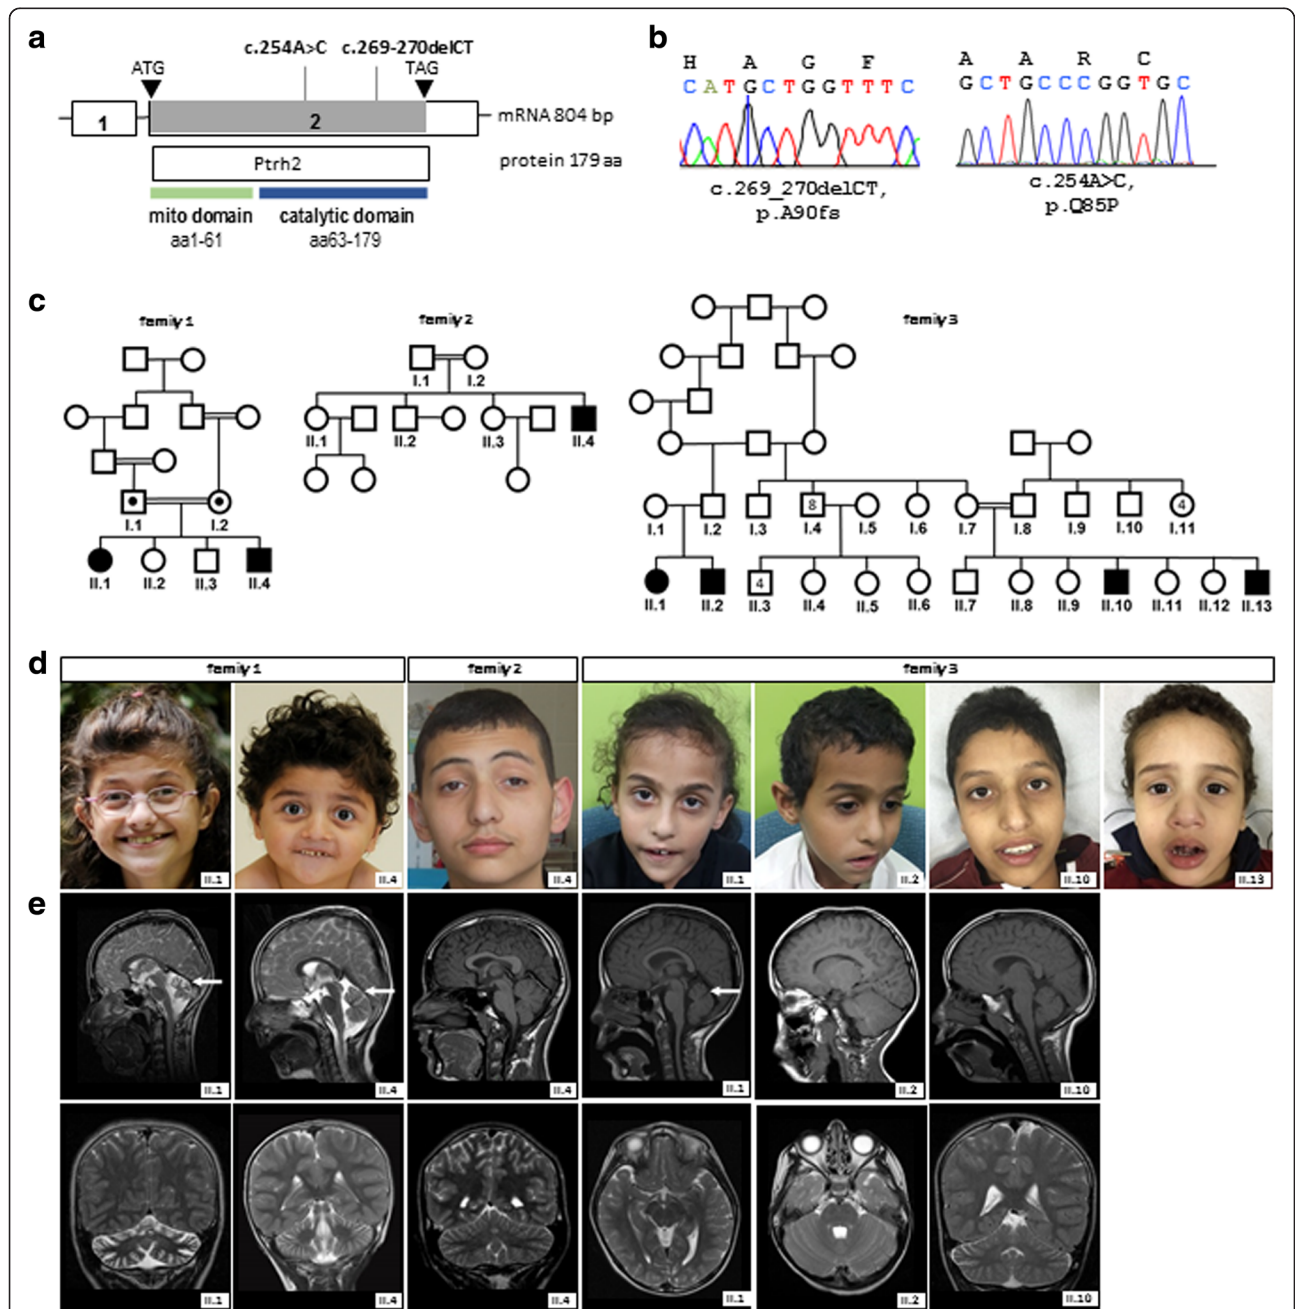 a
c.254A>C c.269-270delCT
ATG TAG
1 2 mRNA 804 bp
Ptrh2 protein 179 aa
mito domain catalytic domain
aa1-61 aa63-179
b
H A G F
C A T G C T G G T T T C
c.269_270delCT,
p.A90fs
A A R C
G C T G C C C G G T G C
c.254A>C,
p.Q85P
c
family 1
I.1 I.2
II.1 II.2 II.3 II.4
family 2
I.1 I.2
II.1 II.2 II.3 II.4
family 3
8 4
I.1 I.2 I.3 I.4 I.5 I.6 I.7 I.8 I.9 I.10 I.11
4
II.1 II.2 II.3 II.4 II.5 II.6 II.7 II.8 II.9 II.10 II.11 II.12 II.13
d
family 1 family 2 family 3
II.1 II.4 II.4 II.1 II.2 II.10 II.13
e
II.1 II.4 II.4 II.1 II.2 II.10
II.1 II.4 II.4 II.1 II.2 II.10